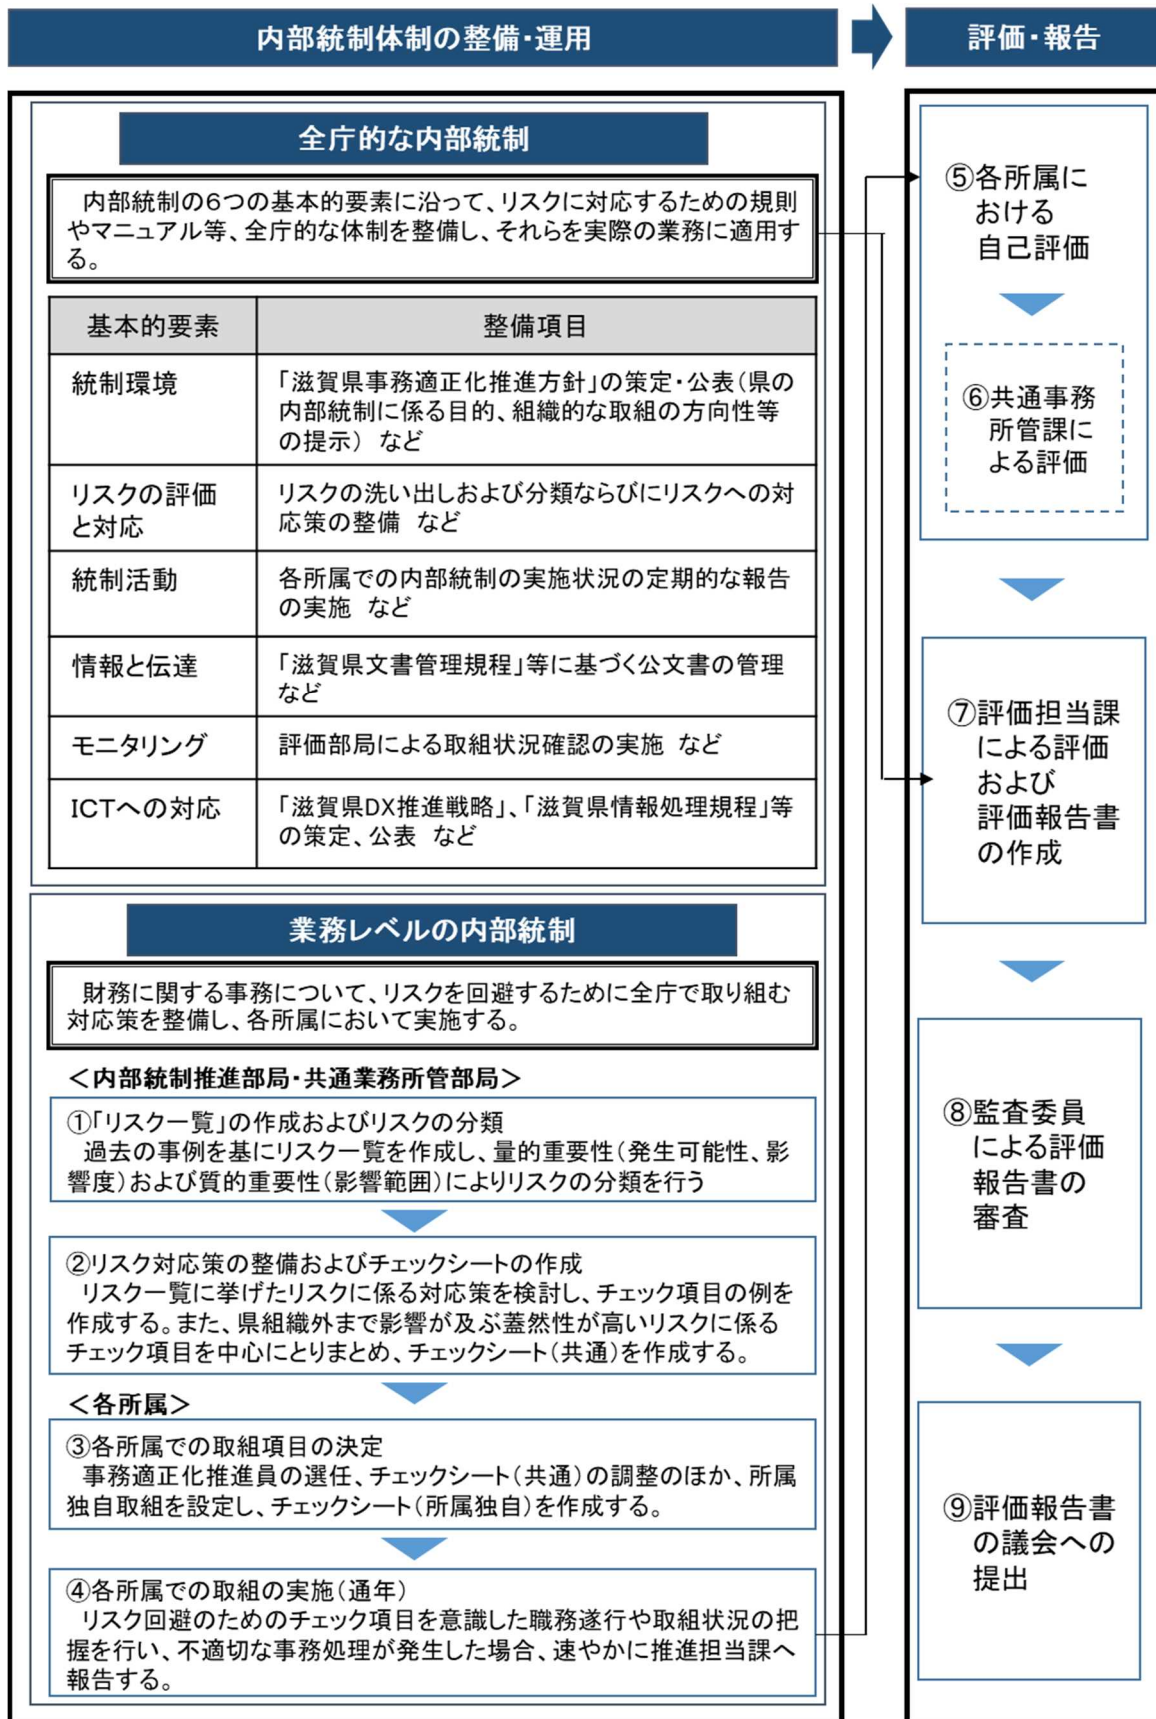 内部統制体制の整備・運用
評価・報告
全庁的な内部統制
内部統制の6つの基本的要素に沿って、リスクに対応するための規則
やマニュアル等、全庁的な体制を整備し、それらを実際の業務に適用す
る。
基本的要素
整備項目
統制環境
「滋賀県事務適正化推進方針」の策定・公表(県の
内部統制に係る目的、組織的な取組の方向性等
の提示) など
リスクの評価
と対応
リスクの洗い出しおよび分類ならびにリスクへの対
応策の整備 など
統制活動
各所属での内部統制の実施状況の定期的な報告
の実施 など
情報と伝達
「滋賀県文書管理規程」等に基づく公文書の管理
など
モニタリング
評価部局による取組状況確認の実施 など
ICTへの対応
「滋賀県DX推進戦略」、「滋賀県情報処理規程」等
の策定、公表 など
業務レベルの内部統制
財務に関する事務について、リスクを回避するために全庁で取り組む
対応策を整備し、各所属において実施する。
<内部統制推進部局・共通業務所管部局>
①「リスク一覧」の作成およびリスクの分類
過去の事例を基にリスク一覧を作成し、量的重要性(発生可能性、影
響度)および質的重要性(影響範囲)によりリスクの分類を行う
②リスク対応策の整備およびチェックシートの作成
リスク一覧に挙げたリスクに係る対応策を検討し、チェック項目の例を
作成する。また、県組織外まで影響が及ぶ蓋然性が高いリスクに係る
チェック項目を中心にとりまとめ、チェックシート(共通)を作成する。
<各所属>
③各所属での取組項目の決定
事務適正化推進員の選任、チェックシート(共通)の調整のほか、所属
独自取組を設定し、チェックシート(所属独自)を作成する。
④各所属での取組の実施(通年)
リスク回避のためのチェック項目を意識した職務遂行や取組状況の把
握を行い、不適切な事務処理が発生した場合、速やかに推進担当課へ
報告する。
⑤各所属に
おける
自己評価
⑥共通事務
所管課に
よる評価
⑦評価担当課
による評価
および
評価報告書
の作成
⑧監査委員
による評価
報告書の
審査
⑨評価報告書
の議会への
提出